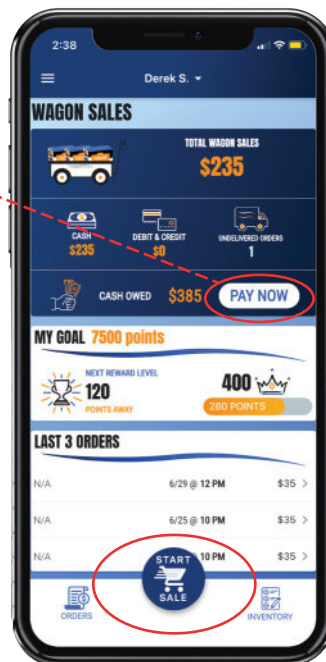 2:38
Derek S.
WAGON SALES
TOTAL WAGON SALES
$235
CASH
$235
DEBIT & CREDIT
$0
UNDELIVERED ORDERS
1
CASH OWED $385 PAY NOW
MY GOAL 7500 points
NEXT REWARD LEVEL
120
POINTS AWAY
400
280 POINTS
LAST 3 ORDERS
N/A 6/29 @ 12 PM $35 >
N/A 6/25 @ 10 PM $35 >
N/A 10 PM $35 >
START
SALE
ORDERS
INVENTORY